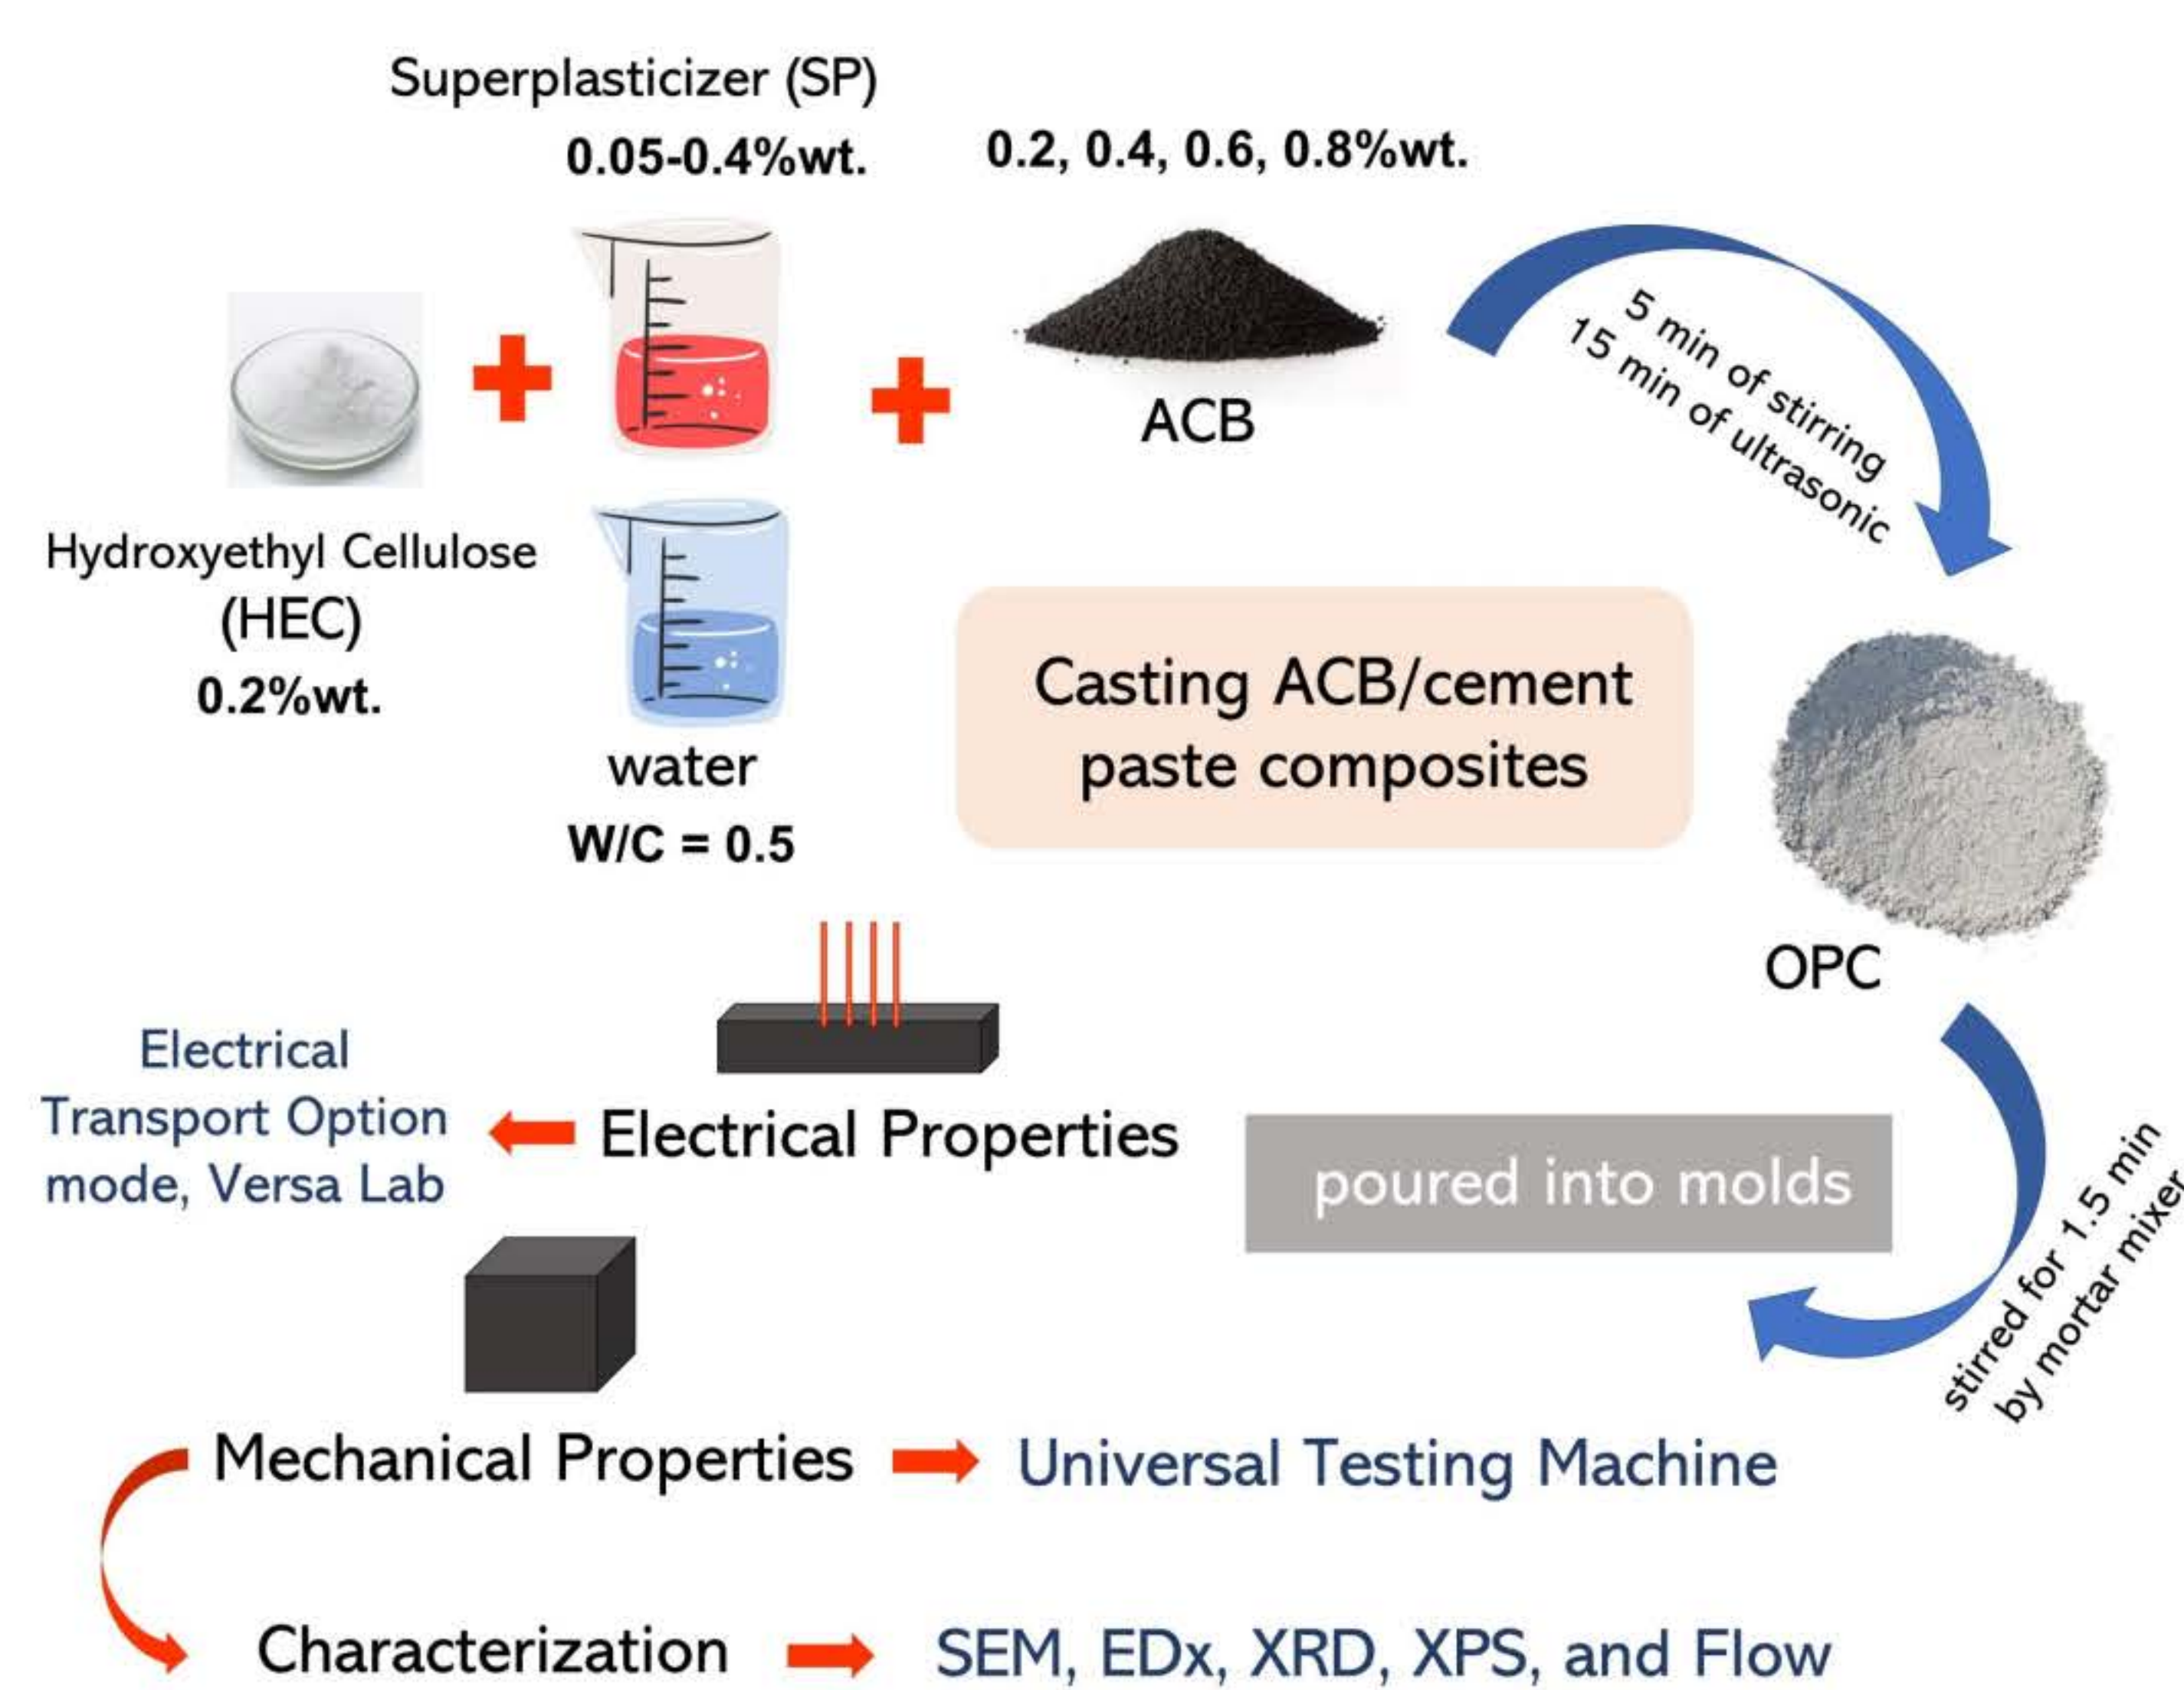 Superplasticizer (SP)
0.05-0.4%wt.
0.2, 0.4, 0.6, 0.8%wt.
ACB
5 min of stirring
15 min of ultrasonic
Hydroxyethyl Cellulose
(HEC)
0.2%wt.
water
W/C = 0.5
Casting ACB/cement
paste composites
OPC
stirred for 1.5 min
by mortar mixer
poured into molds
Electrical Properties
Electrical
Transport Option
mode, Versa Lab
Mechanical Properties
Universal Testing Machine
Characterization
SEM, EDx, XRD, XPS, and Flow